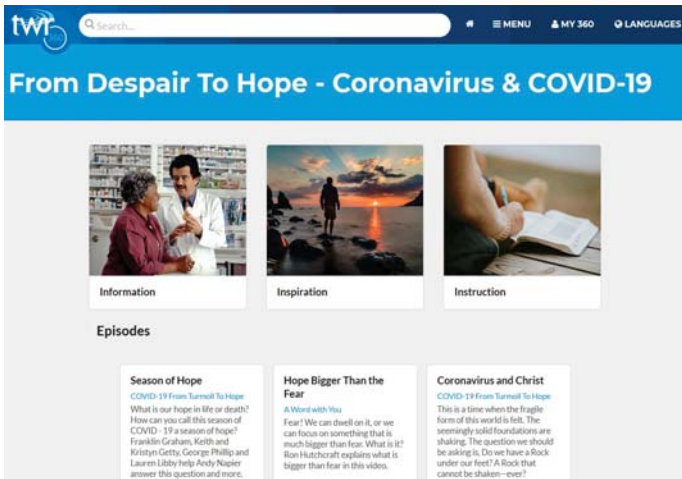 twr
360
Search...
MENU
MY 360
LANGUAGES
From Despair To Hope - Coronavirus & COVID-19
Information
Inspiration
Instruction
Episodes
Season of Hope
COVID-19 From Turmoil To Hope
What is our hope in life or death?
How can you call this season of
COVID - 19 a season of hope?
Franklin Graham, Keith and
Kristyn Getty, George Phillip and
Lauren Libby help Andy Napier
answer this question and more.
Hope Bigger Than the
Fear
A Word with You
Fear! We can dwell on it, or we
can focus on something that is
much bigger than fear. What is it?
Ron Hutchcraft explains what is
bigger than fear in this video.
Coronavirus and Christ
COVID-19 From Turmoil To Hope
This is a time when the fragile
form of this world is felt. The
seemingly solid foundations are
shaking. The question we should
be asking is, Do we have a Rock
under our feet? A Rock that
cannot be shaken—ever?